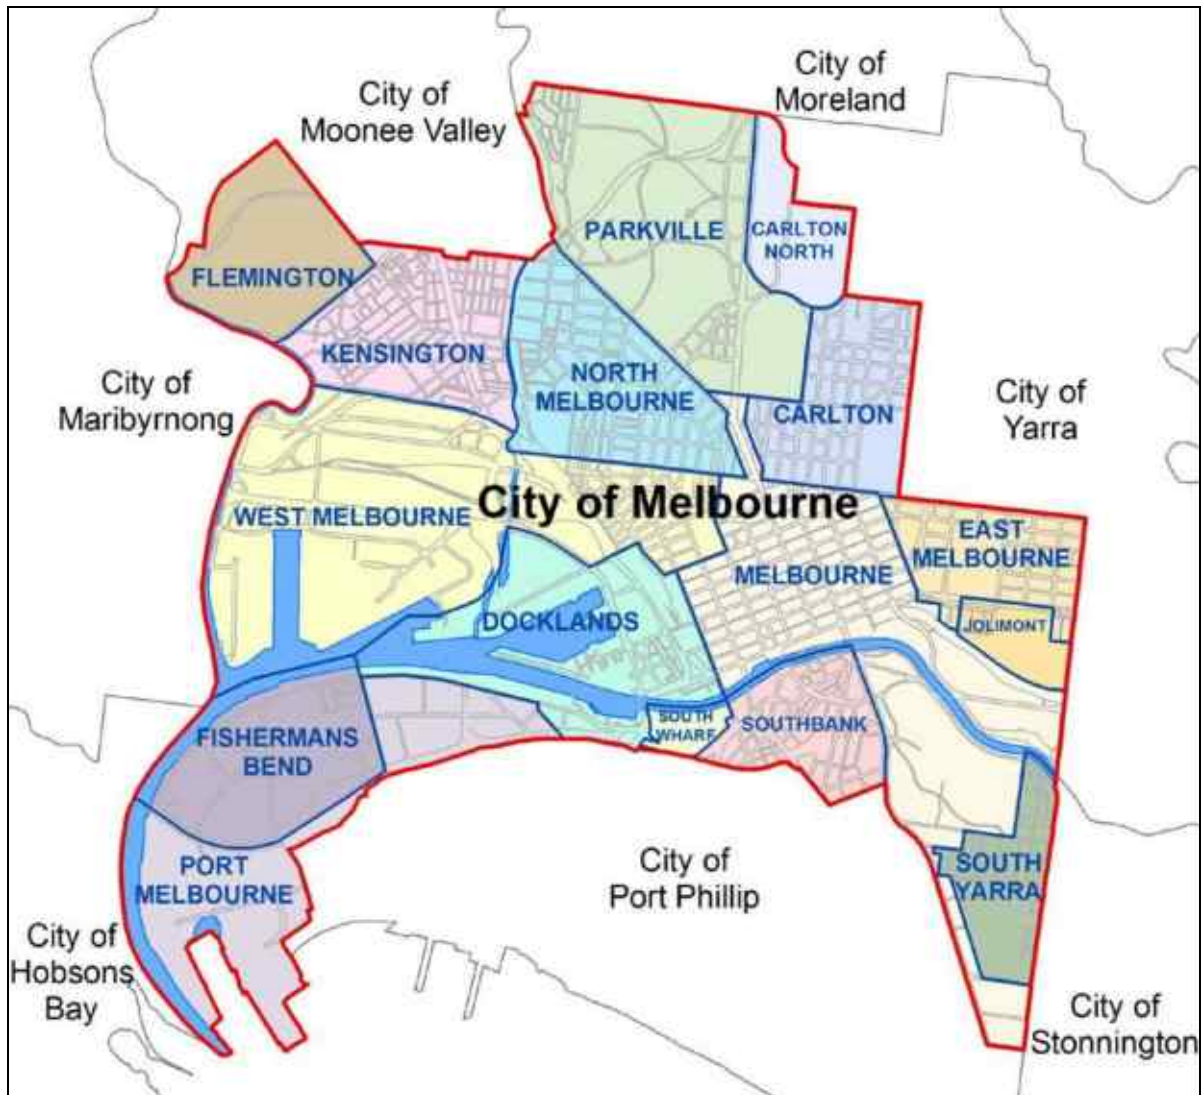 City of
Moreland
City of
Moonee Valley
PARKVILLE
CARLTON
NORTH
FLEMINGTON
KENSINGTON
NORTH
MELBOURNE
CARLTON
City of
Maribyrnong
City of
Yarra
City of Melbourne
WEST MELBOURNE
EAST
MELBOURNE
MELBOURNE
DOCKLANDS
JOLIMONT
SOUTH
WHARF
SOUTHBANK
FISHERMANS
BEND
PORT
MELBOURNE
City of
Port Phillip
SOUTH
YARRA
City of
Hobsons
Bay
City of
Stonnington